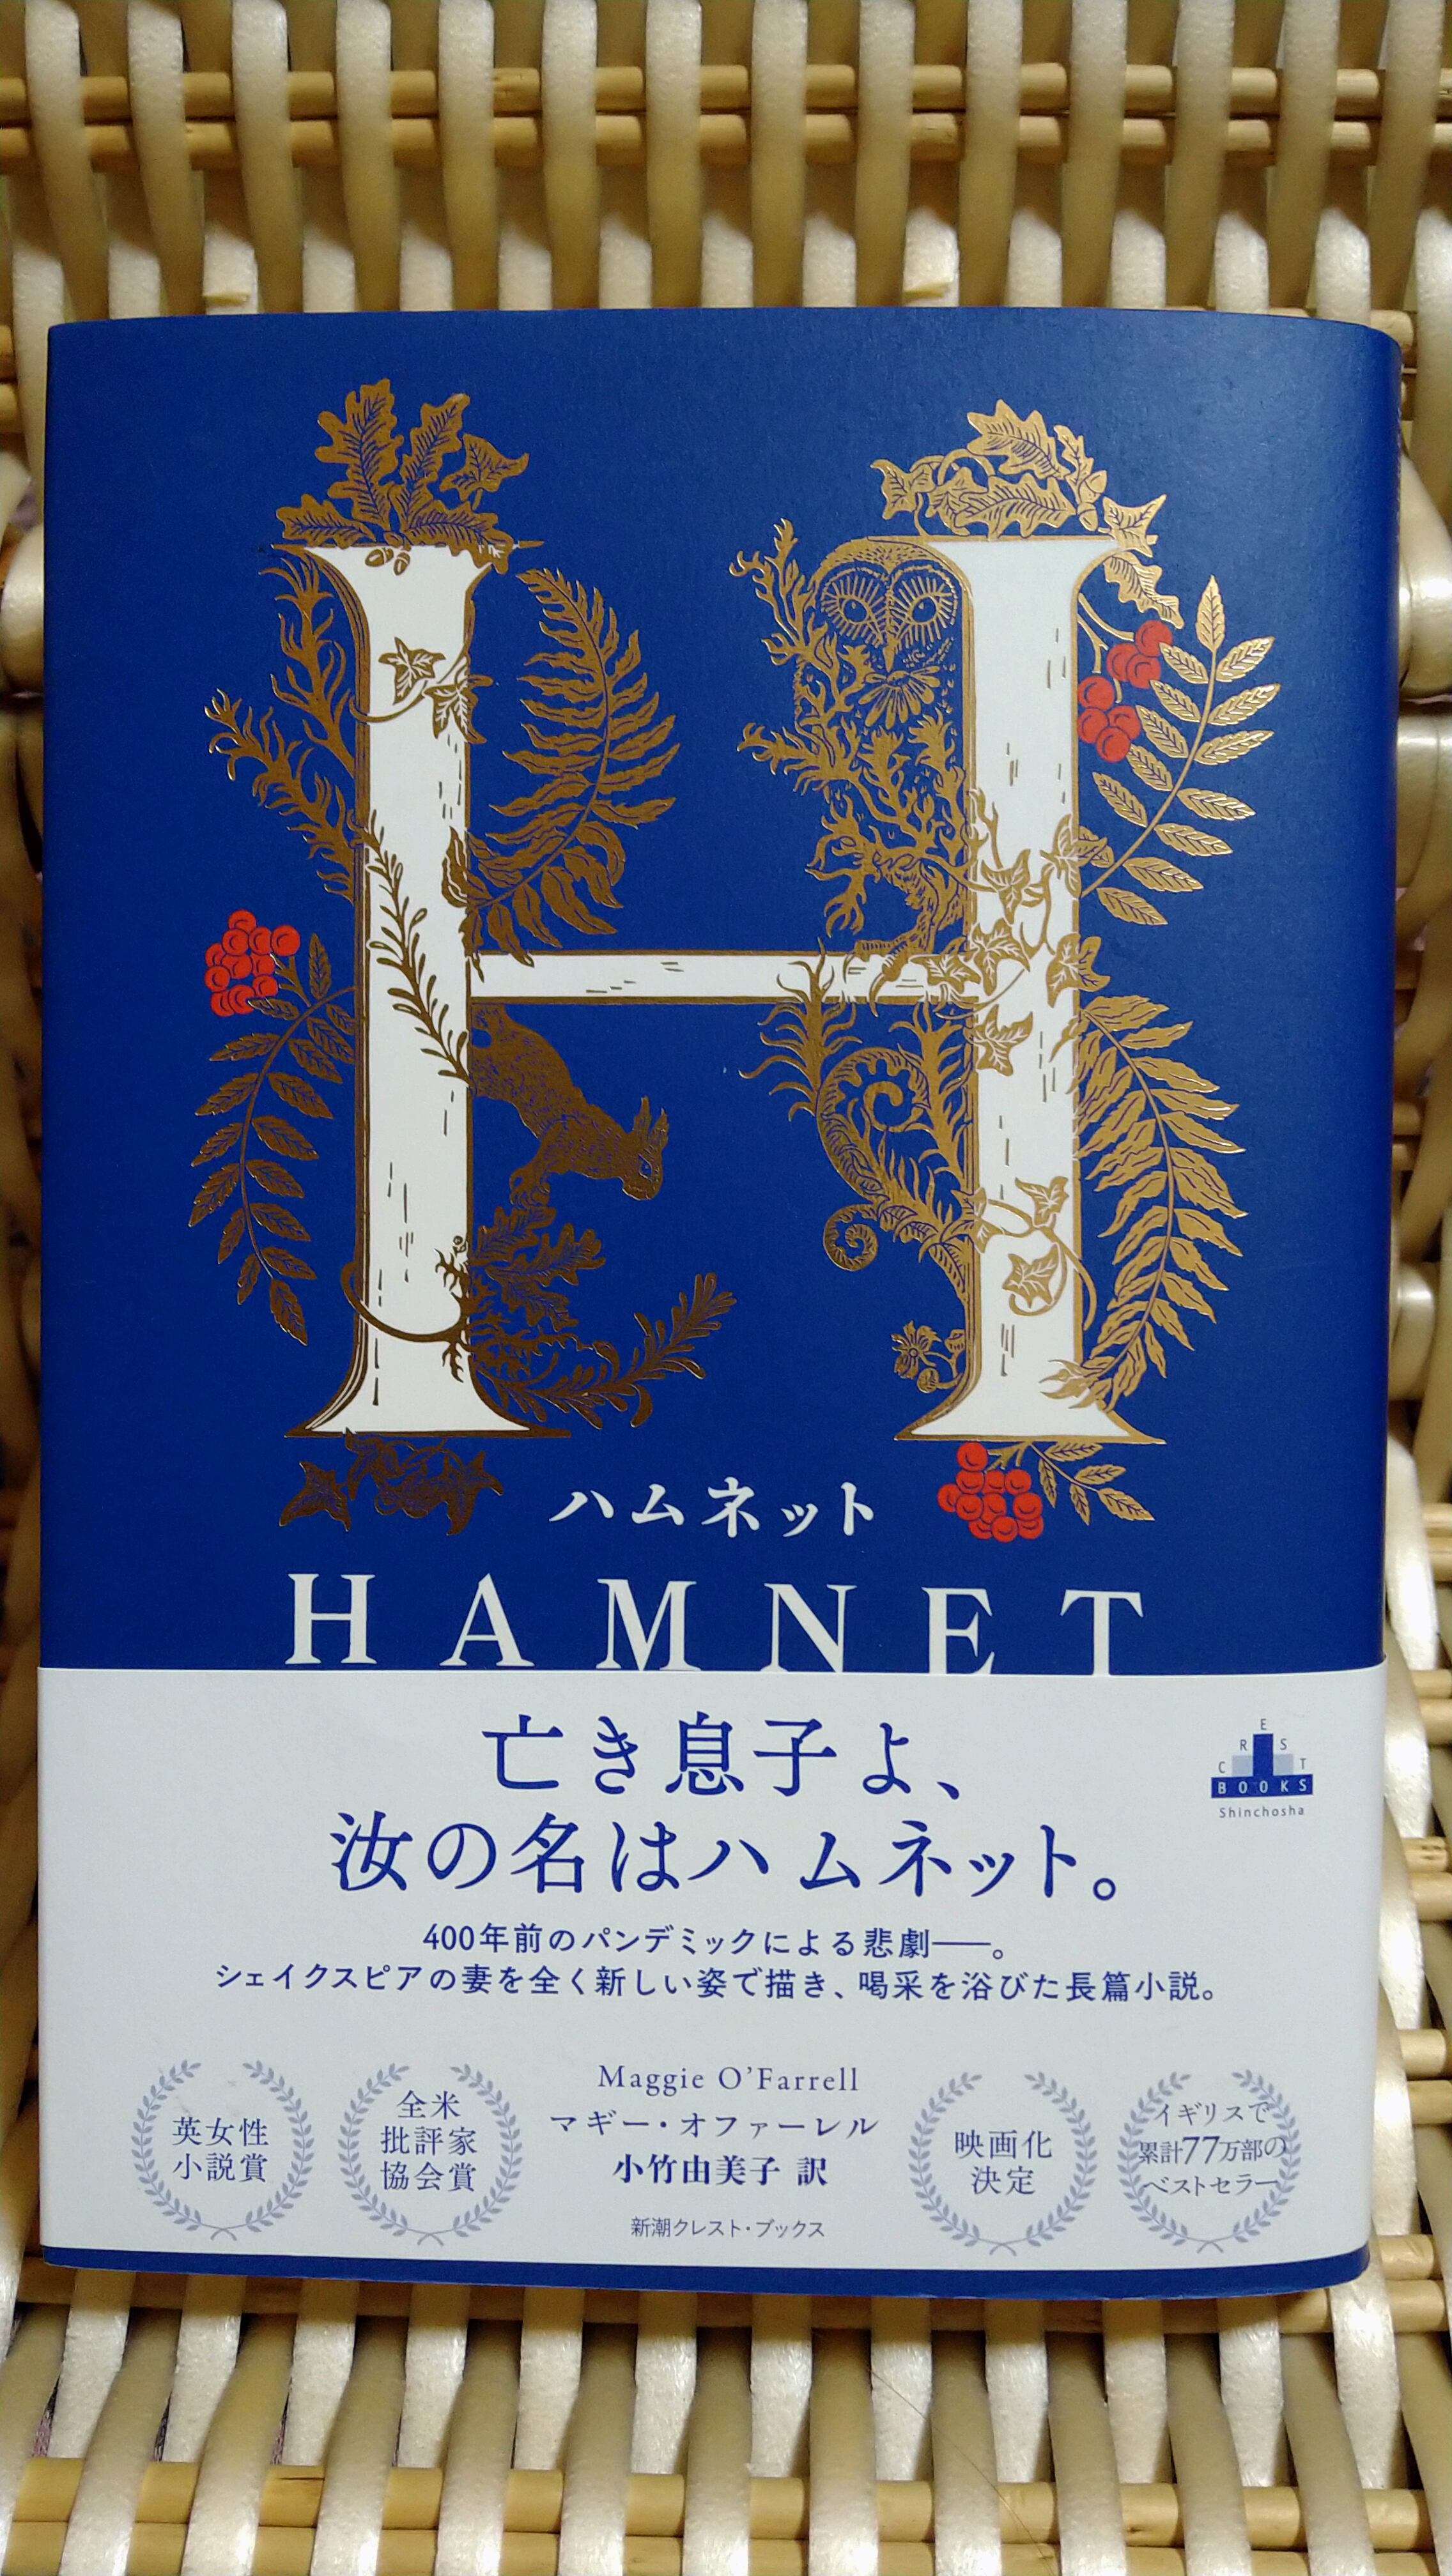 ハムネット
HAMNET
亡き息子よ、
汝の名はハムネット。
CREST
BOOKS
Shinchosha
400年前のパンデミックによる悲劇――。
シェイクスピアの妻を全く新しい姿で描き、喝采を浴びた長篇小説。
英女性
小説賞
全米
批評家
協会賞
Maggie O'Farrell
マギー・オファーレル
小竹由美子 訳
新潮クレスト・ブックス
映画化
決定
イギリスで
累計77万部の
ベストセラー